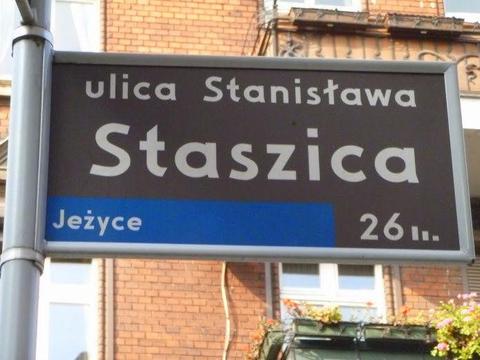 ulica Stanisława
Staszica
Jeżyce 26